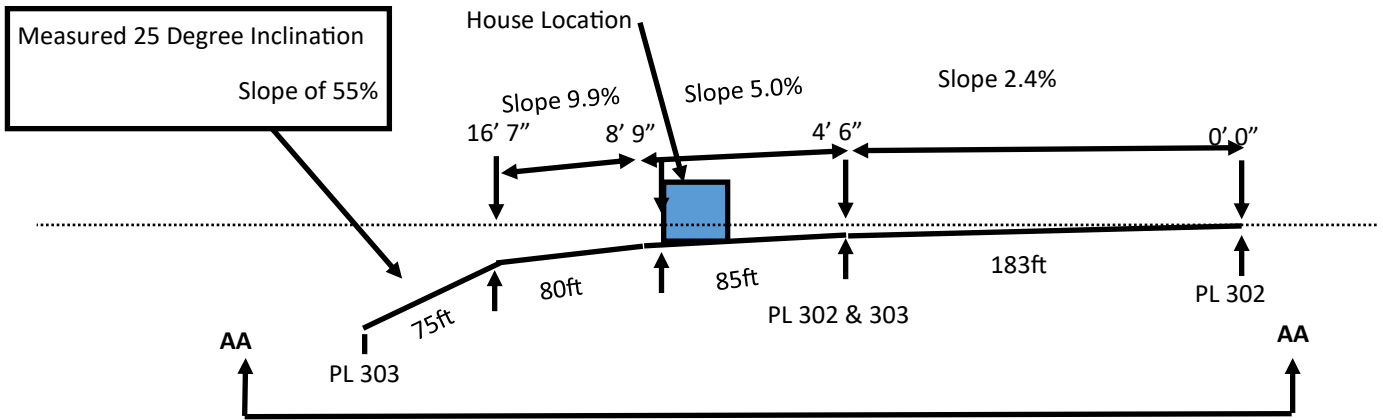 House Location
Measured 25 Degree Inclination
Slope of 55%
Slope 9.9%
Slope 5.0%
Slope 2.4%
16’ 7”
8’ 9”
4’ 6”
0’ 0”
75ft
80ft
85ft
183ft
PL 303
PL 302 & 303
PL 302
AA
AA